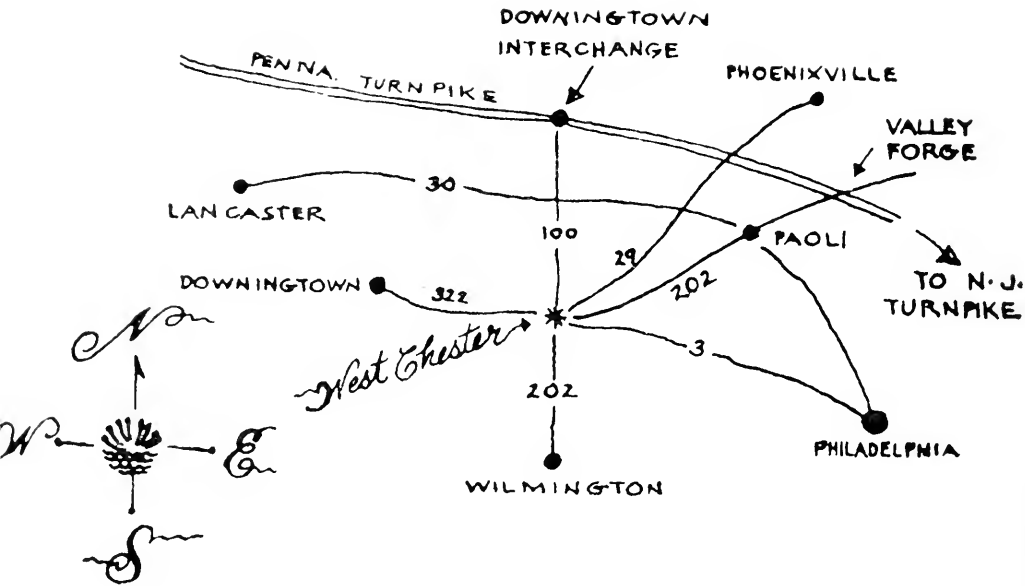 DOWNINGTOWN
INTERCHANGE
PENNA. TURNPIKE
PHOENIXVILLE
VALLEY
FORGE
30
LANCASTER
100
PAOLI
29
202
TO N.J.
TURNPIKE
DOWNINGTOWN
322
West Chester
3
202
PHILADELPHIA
WILMINGTON
N
W
E
S